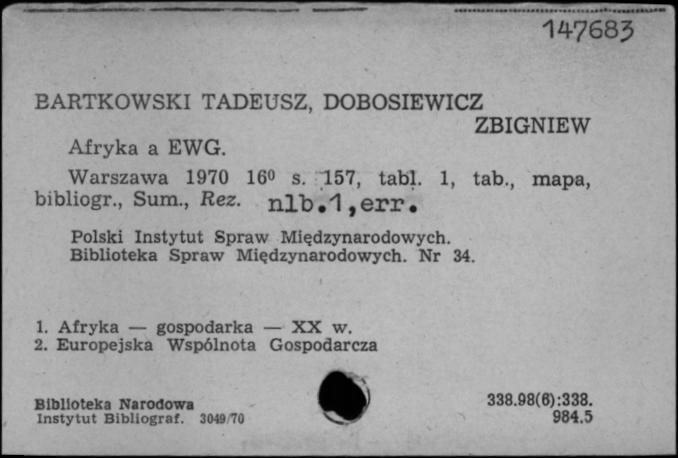 147683
BARTKOWSKI TADEUSZ, DOBOSIEWICZ
ZBIGNIEW
Afryka a EWG.
Warszawa 1970 16⁰ s. 157, tabl. 1, tab., mapa,
bibliogr., Sum., Rez. nlb.1,err.
Polski Instytut Spraw Międzynarodowych.
Biblioteka Spraw Międzynarodowych. Nr 34.
1. Afryka — gospodarka — XX w.
2. Europejska Wspólnota Gospodarcza
Biblioteka Narodowa
Instytut Bibliograf. 3049/70
338.98(6):338.
984.5